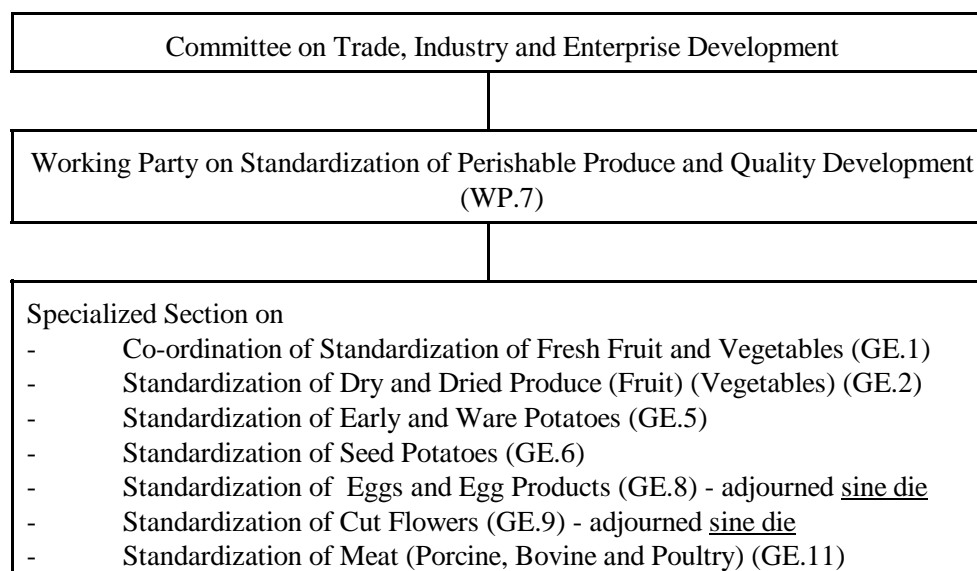 Committee on Trade, Industry and Enterprise Development
Working Party on Standardization of Perishable Produce and Quality Development
(WP.7)
Specialized Section on
- Co-ordination of Standardization of Fresh Fruit and Vegetables (GE.1)
- Standardization of Dry and Dried Produce (Fruit) (Vegetables) (GE.2)
- Standardization of Early and Ware Potatoes (GE.5)
- Standardization of Seed Potatoes (GE.6)
- Standardization of  Eggs and Egg Products (GE.8) - adjourned sine die
- Standardization of Cut Flowers (GE.9) - adjourned sine die
- Standardization of Meat (Porcine, Bovine and Poultry) (GE.11)